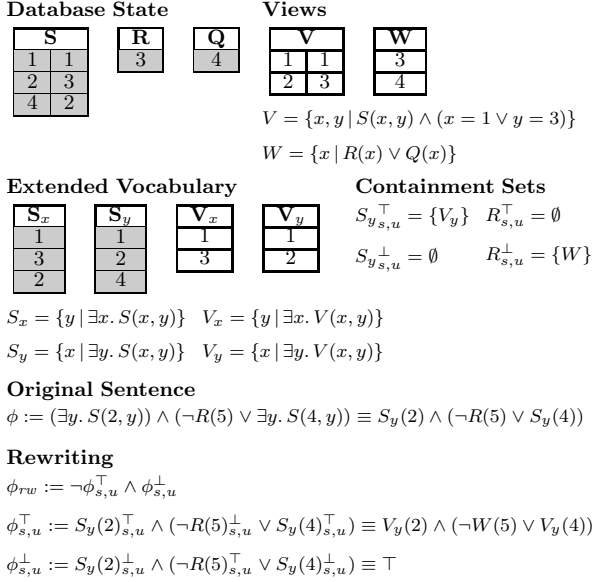 Database State Views
S R Q V W
1 1 3 4 1 1 3
2 3 2 3 4
4 2
V = {x, y | S(x, y) ∧ (x = 1 ∨ y = 3)}
W = {x | R(x) ∨ Q(x)}
Extended Vocabulary Containment Sets
S_x S_y V_x V_y
1 1 1 1
3 2 3 2
2 4
S_y^⊤_{s,u} = {V_y} R^⊤_{s,u} = ∅
S_y^⊥_{s,u} = ∅ R^⊥_{s,u} = {W}
S_x = {y | ∃x. S(x, y)} V_x = {y | ∃x. V(x, y)}
S_y = {x | ∃y. S(x, y)} V_y = {x | ∃y. V(x, y)}
Original Sentence
ϕ := (∃y. S(2, y)) ∧ (¬R(5) ∨ ∃y. S(4, y)) ≡ S_y(2) ∧ (¬R(5) ∨ S_y(4))
Rewriting
ϕ_{rw} := ¬ϕ^⊤_{s,u} ∧ ϕ^⊥_{s,u}
ϕ^⊤_{s,u} := S_y(2)^⊤_{s,u} ∧ (¬R(5)^⊥_{s,u} ∨ S_y(4)^⊤_{s,u}) ≡ V_y(2) ∧ (¬W(5) ∨ V_y(4))
ϕ^⊥_{s,u} := S_y(2)^⊥_{s,u} ∧ (¬R(5)^⊤_{s,u} ∨ S_y(4)^⊥_{s,u}) ≡ ⊤